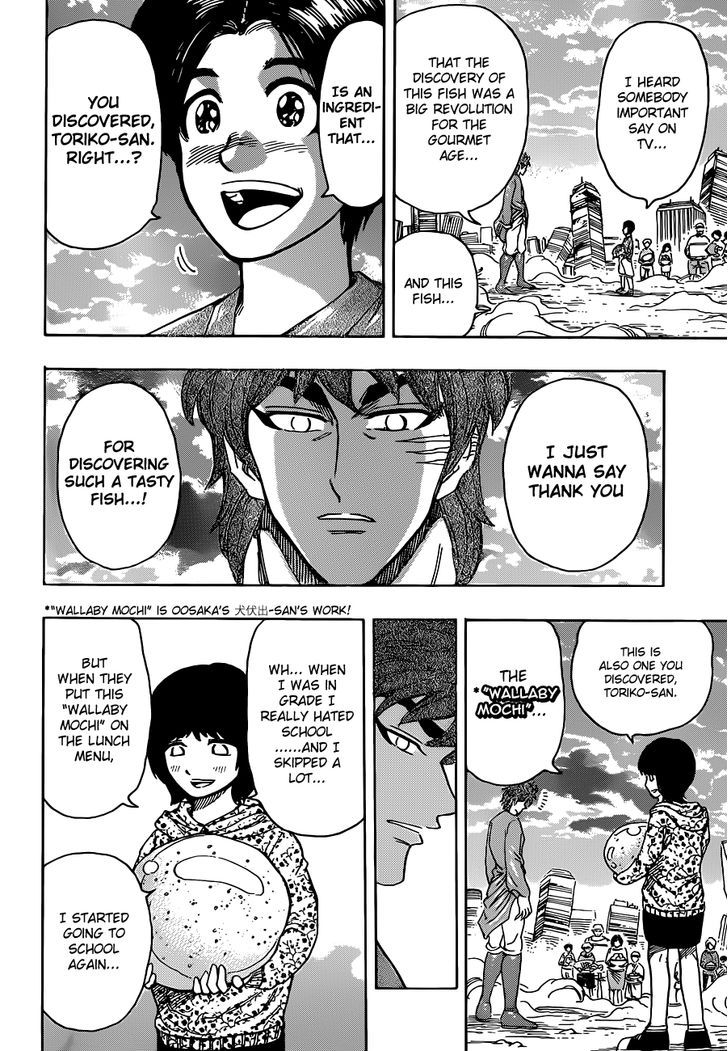 I HEARD
SOMEBODY
IMPORTANT
SAY ON
TV...
THAT THE
DISCOVERY OF
THIS FISH WAS A
BIG REVOLUTION
FOR THE
GOURMET
AGE...
AND THIS
FISH...
IS AN
INGREDI-
ENT
THAT...
YOU
DISCOVERED,
TORIKO-SAN.
RIGHT...?
I JUST
WANNA SAY
THANK YOU
FOR
DISCOVERING
SUCH A TASTY
FISH...!
*"WALLABY MOCHI" IS OOSAKA'S 犬伏出-SAN'S WORK!
THIS IS
ALSO ONE YOU
DISCOVERED,
TORIKO-SAN.
THE
*"WALLABY
MOCHI"...
WH... WHEN
I WAS IN
GRADE I
REALLY HATED
SCHOOL
......AND I
SKIPPED A
LOT...
BUT
WHEN THEY
PUT THIS
"WALLABY
MOCHI" ON
THE LUNCH
MENU,
I STARTED
GOING TO
SCHOOL
AGAIN...